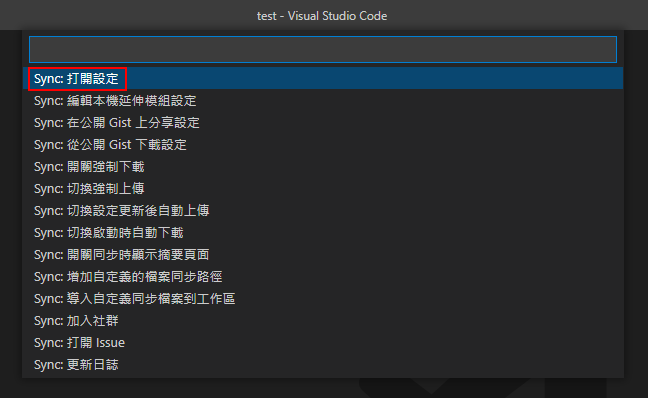 test - Visual Studio Code
Sync: 打開設定
Sync: 編輯本機延伸模組設定
Sync: 在公開 Gist 上分享設定
Sync: 從公開 Gist 下載設定
Sync: 開關強制下載
Sync: 切換強制上傳
Sync: 切換設定更新後自動上傳
Sync: 切換啟動時自動下載
Sync: 開關同步時顯示摘要頁面
Sync: 增加自定義的檔案同步路徑
Sync: 導入自定義同步檔案到工作區
Sync: 加入社群
Sync: 打開 Issue
Sync: 更新日誌